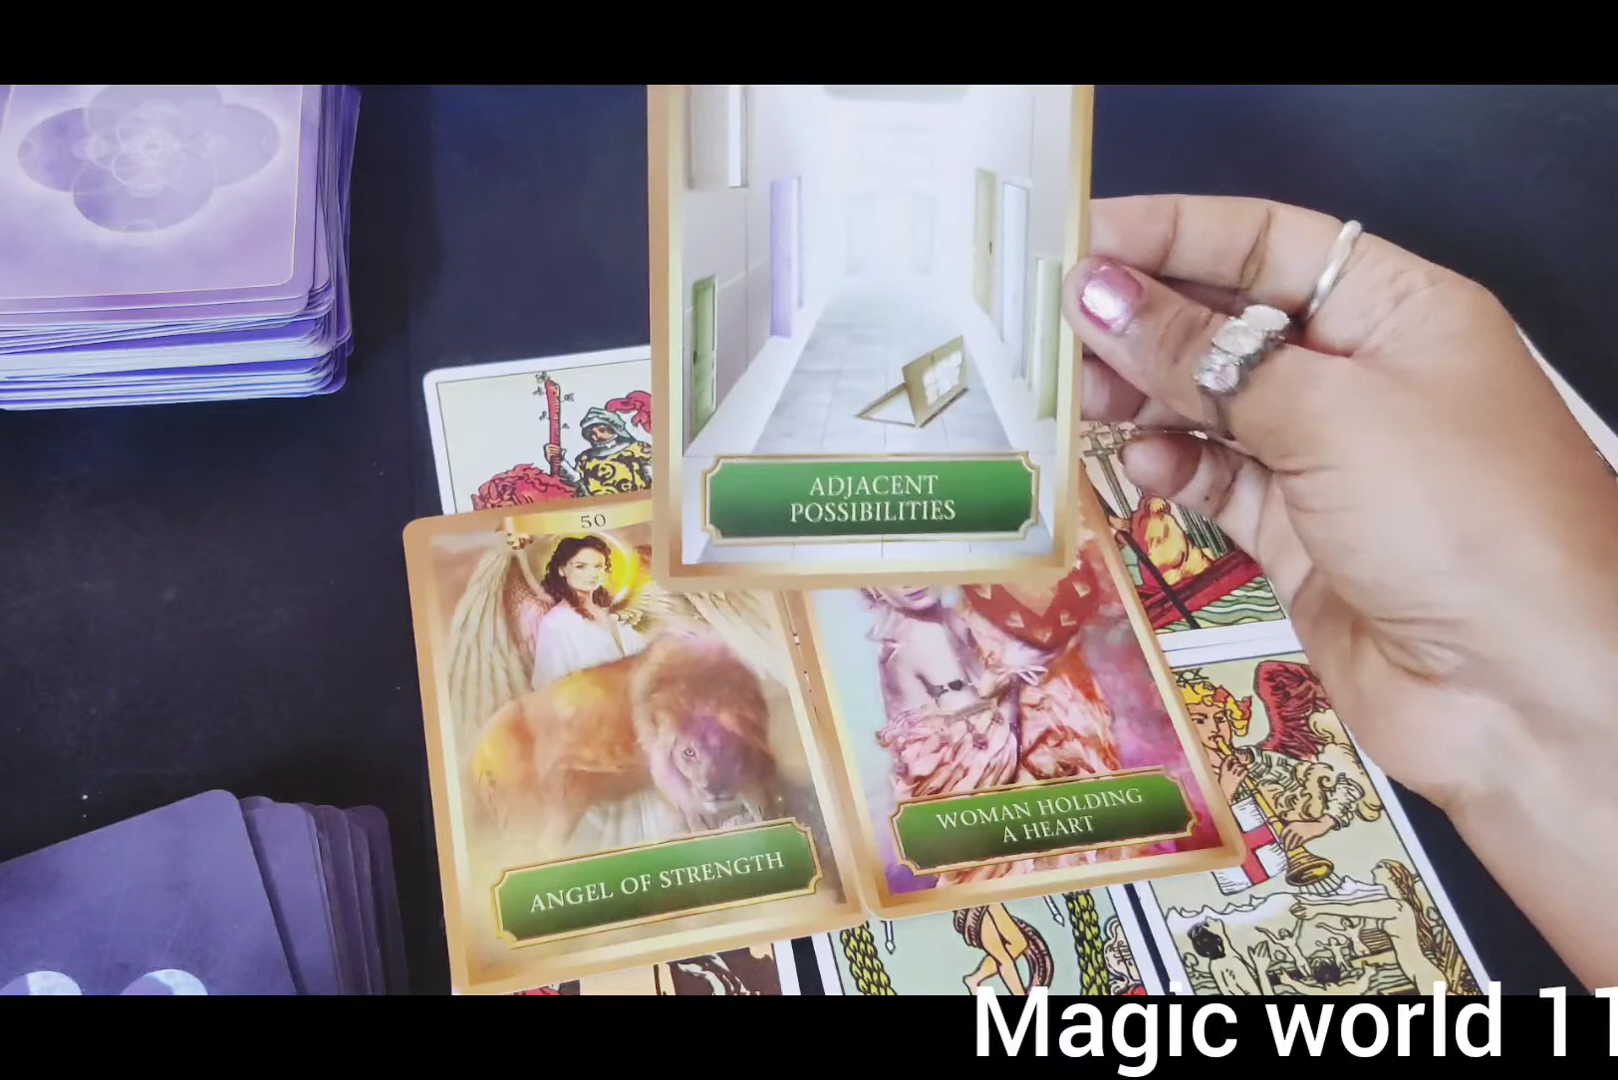 ADJACENT
POSSIBILITIES
50
ANGEL OF STRENGTH
WOMAN HOLDING
A HEART
Magic world 11